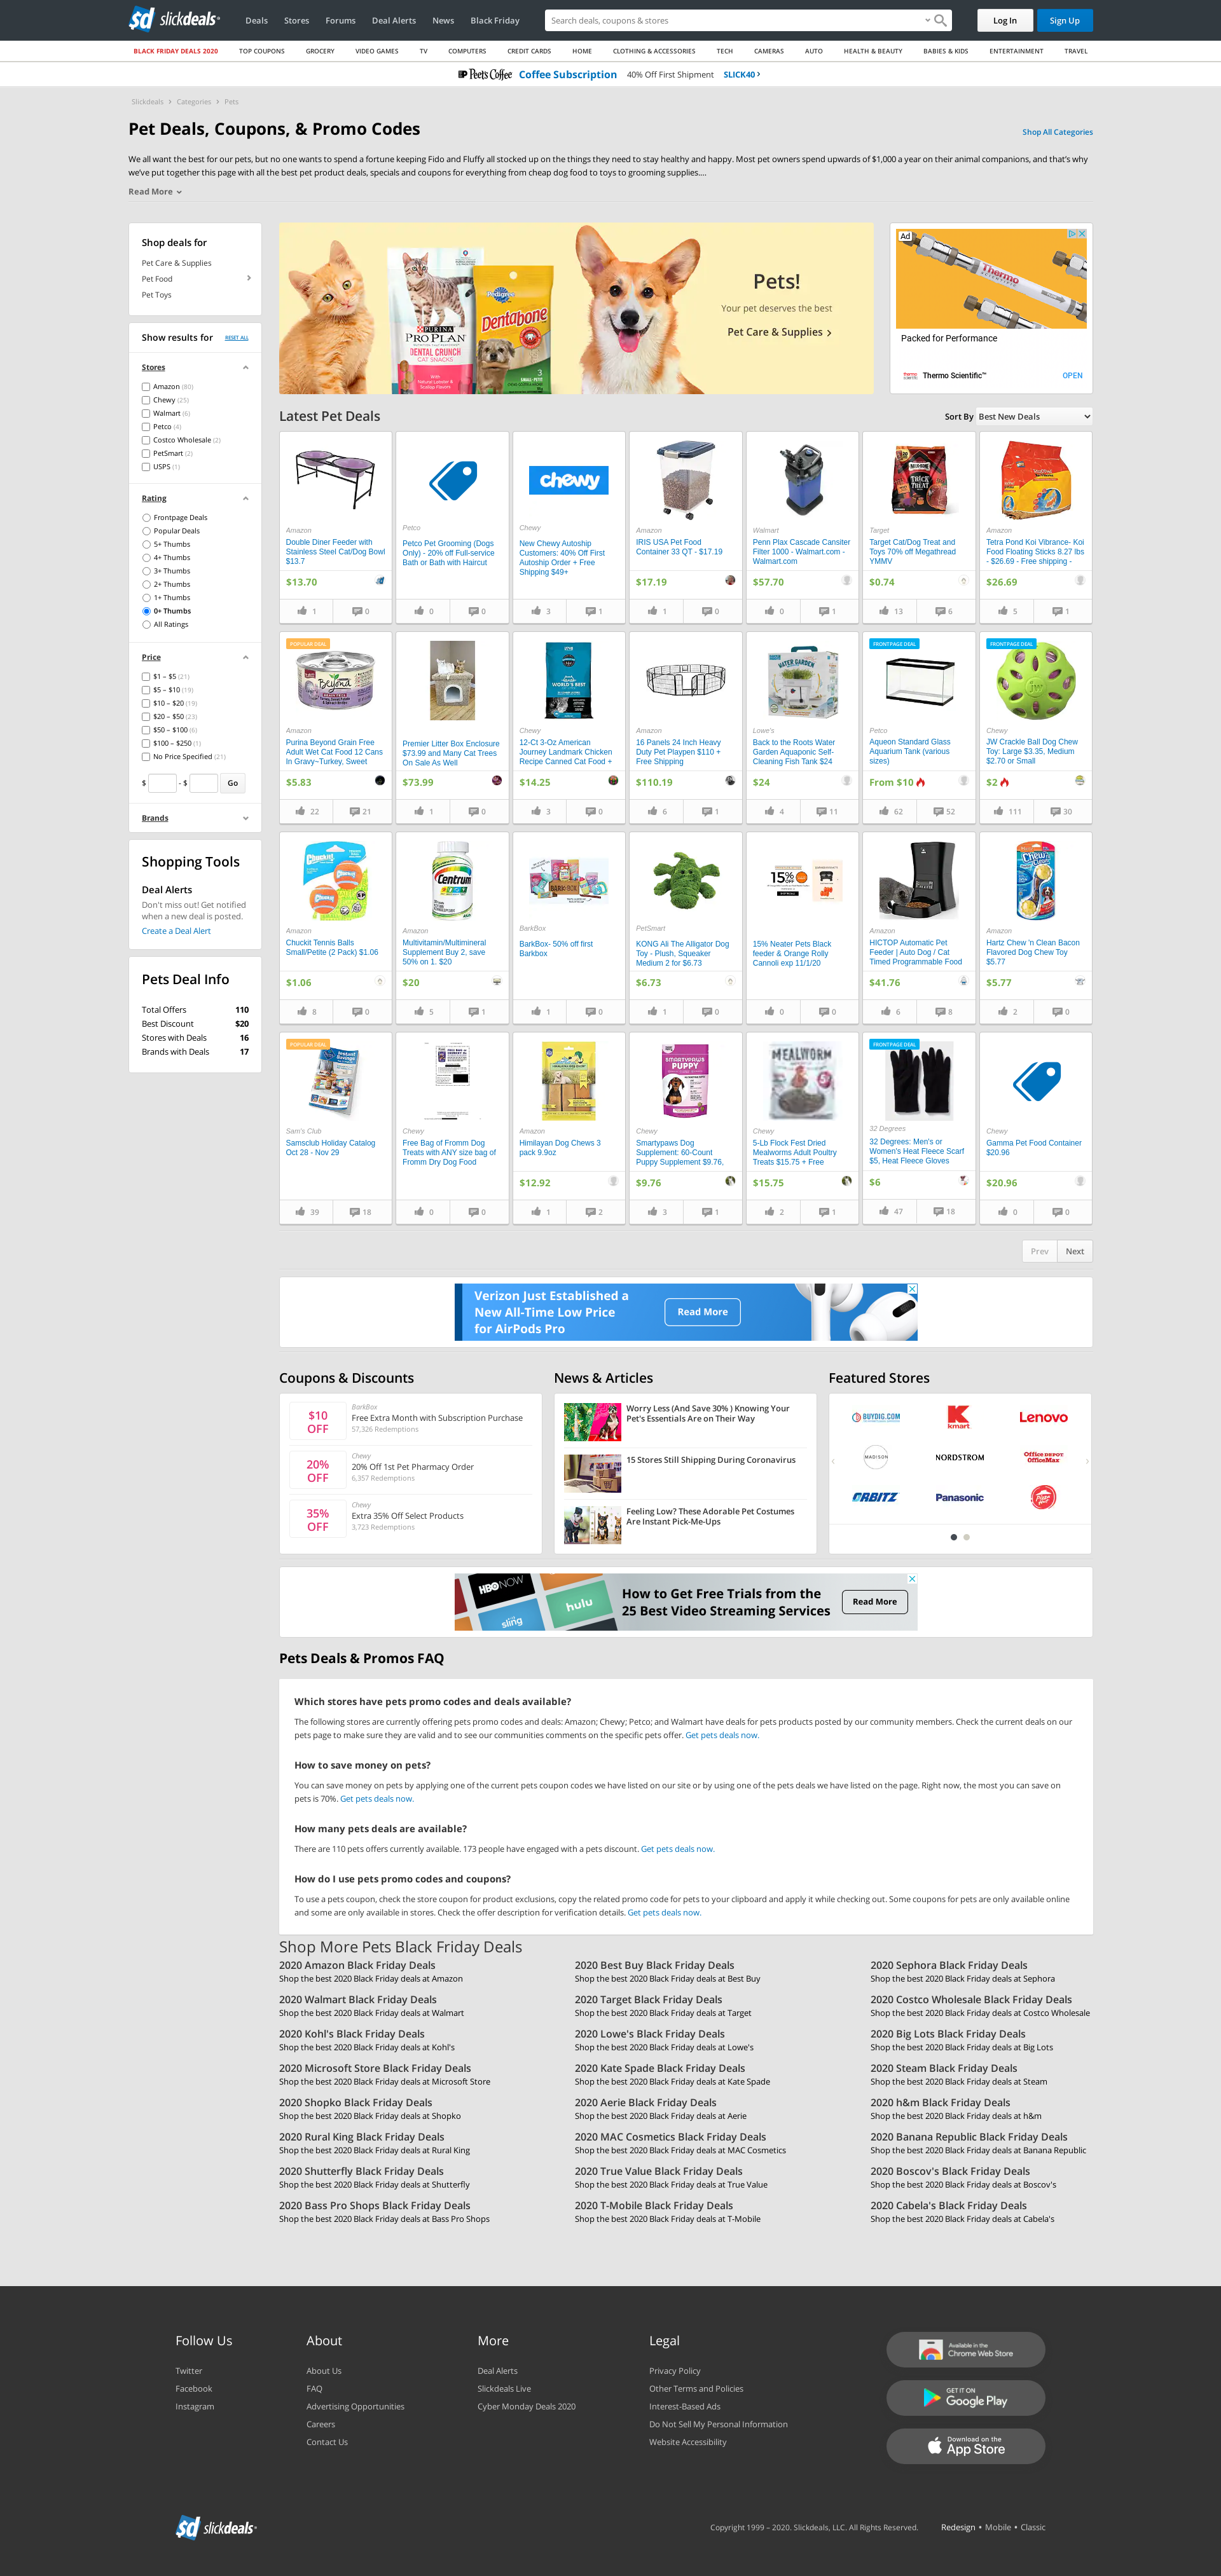 sd slickdeals
Deals Stores Forums Deal Alerts News Black Friday
Search deals, coupons & stores
Log In
Sign Up
BLACK FRIDAY DEALS 2020 TOP COUPONS GROCERY VIDEO GAMES TV COMPUTERS CREDIT CARDS HOME CLOTHING & ACCESSORIES TECH CAMERAS AUTO HEALTH & BEAUTY BABIES & KIDS ENTERTAINMENT TRAVEL
Peet's Coffee Coffee Subscription 40% Off First Shipment SLICK40 >
Slickdeals > Categories > Pets
Pet Deals, Coupons, & Promo Codes
Shop All Categories
We all want the best for our pets, but no one wants to spend a fortune keeping Fido and Fluffy all stocked up on the things they need to stay healthy and happy. Most pet owners spend upwards of $1,000 a year on their animal companions, and that's why
we've put together this page with all the best pet product deals, specials and coupons for everything from cheap dog food to toys to grooming supplies....
Read More
Shop deals for
Pet Care & Supplies
Pet Food
Pet Toys
Show results for RESET ALL
Stores
Amazon (80)
Chewy (25)
Walmart (6)
Petco (4)
Costco Wholesale (2)
PetSmart (2)
USPS (1)
Rating
Frontpage Deals
Popular Deals
5+ Thumbs
4+ Thumbs
3+ Thumbs
2+ Thumbs
1+ Thumbs
0+ Thumbs
All Ratings
Price
$1 – $5 (21)
$5 – $10 (19)
$10 – $20 (19)
$20 – $50 (23)
$50 – $100 (6)
$100 – $250 (1)
No Price Specified (21)
$ - $ Go
Brands
Shopping Tools
Deal Alerts
Don't miss out! Get notified
when a new deal is posted.
Create a Deal Alert
Pets Deal Info
Total Offers 110
Best Discount $20
Stores with Deals 16
Brands with Deals 17
PURINA
PRO PLAN
DENTAL CRUNCH
CAT SNACKS
Pedigree
Dentabone
Pets!
Your pet deserves the best
Pet Care & Supplies >
Ad
Thermo
Packed for Performance
Thermo Scientific™
OPEN
Latest Pet Deals
Sort By Best New Deals
Amazon
Double Diner Feeder with
Stainless Steel Cat/Dog Bowl
$13.7
$13.70
1 0
Petco
Petco Pet Grooming (Dogs
Only) - 20% off Full-service
Bath or Bath with Haircut
0 0
chewy
Chewy
New Chewy Autoship
Customers: 40% Off First
Autoship Order + Free
Shipping $49+
3 1
Amazon
IRIS USA Pet Food
Container 33 QT - $17.19
$17.19
1 0
Walmart
Penn Plax Cascade Cansiter
Filter 1000 - Walmart.com -
Walmart.com
$57.70
0 1
TRICK TREAT
Target
Target Cat/Dog Treat and
Toys 70% off Megathread
YMMV
$0.74
13 6
Amazon
Tetra Pond Koi Vibrance- Koi
Food Floating Sticks 8.27 lbs
- $26.69 - Free shipping -
$26.69
5 1
POPULAR DEAL
Beyond
Amazon
Purina Beyond Grain Free
Adult Wet Cat Food 12 Cans
In Gravy~Turkey, Sweet
$5.83
22 21
Premier Litter Box Enclosure
$73.99 and Many Cat Trees
On Sale As Well
$73.99
1 0
WORLD'S BEST
Chewy
12-Ct 3-Oz American
Journey Landmark Chicken
Recipe Canned Cat Food +
$14.25
3 0
Amazon
16 Panels 24 Inch Heavy
Duty Pet Playpen $110 +
Free Shipping
$110.19
6 1
WATER GARDEN
Lowe's
Back to the Roots Water
Garden Aquaponic Self-
Cleaning Fish Tank $24
$24
4 11
FRONTPAGE DEAL
Petco
Aqueon Standard Glass
Aquarium Tank (various
sizes)
From $10
62 52
FRONTPAGE DEAL
JW
Chewy
JW Crackle Ball Dog Chew
Toy: Large $3.35, Medium
$2.70 or Small
$2
111 30
Chuckit!
Amazon
Chuckit Tennis Balls
Small/Petite (2 Pack) $1.06
$1.06
8 0
Centrum
Amazon
Multivitamin/Multimineral
Supplement Buy 2, save
50% on 1. $20
$20
5 1
BARK BOX
BarkBox
BarkBox- 50% off first
Barkbox
1 0
PetSmart
KONG Ali The Alligator Dog
Toy - Plush, Squeaker
Medium 2 for $6.73
$6.73
1 0
15% OFF
15% Neater Pets Black
feeder & Orange Rolly
Cannoli exp 11/1/20
0 0
Amazon
HICTOP Automatic Pet
Feeder | Auto Dog / Cat
Timed Programmable Food
$41.76
6 8
Chew 'n Clean
Amazon
Hartz Chew 'n Clean Bacon
Flavored Dog Chew Toy
$5.77
$5.77
2 0
POPULAR DEAL
Instant Savings
Sam's Club
Samsclub Holiday Catalog
Oct 28 - Nov 29
39 18
Chewy
Free Bag of Fromm Dog
Treats with ANY size bag of
Fromm Dry Dog Food
0 0
Amazon
Himilayan Dog Chews 3
pack 9.9oz
$12.92
1 2
SMARTYPAWS
PUPPY
Chewy
Smartypaws Dog
Supplement: 60-Count
Puppy Supplement $9.76,
$9.76
3 1
MEALWORM
Chewy
5-Lb Flock Fest Dried
Mealworms Adult Poultry
Treats $15.75 + Free
$15.75
2 1
FRONTPAGE DEAL
32 Degrees
32 Degrees: Men's or
Women's Heat Fleece Scarf
$5, Heat Fleece Gloves
$6
47 18
Chewy
Gamma Pet Food Container
$20.96
$20.96
0 0
Prev Next
Verizon Just Established a
New All-Time Low Price
for AirPods Pro
Read More
Coupons & Discounts
$10
OFF
BarkBox
Free Extra Month with Subscription Purchase
57,326 Redemptions
20%
OFF
Chewy
20% Off 1st Pet Pharmacy Order
6,357 Redemptions
35%
OFF
Chewy
Extra 35% Off Select Products
3,723 Redemptions
News & Articles
Worry Less (And Save 30% ) Knowing Your
Pet's Essentials Are on Their Way
15 Stores Still Shipping During Coronavirus
Feeling Low? These Adorable Pet Costumes
Are Instant Pick-Me-Ups
Featured Stores
BUYDIG.COM
kmart
Lenovo
MADISON
NORDSTROM
Office DEPOT
OfficeMax
ORBITZ
Panasonic
Pizza Hut
HBO NOW
sling
hulu
How to Get Free Trials from the
25 Best Video Streaming Services
Read More
Pets Deals & Promos FAQ
Which stores have pets promo codes and deals available?
The following stores are currently offering pets promo codes and deals: Amazon; Chewy; Petco; and Walmart have deals for pets products posted by our community members. Check the current deals on our
pets page to make sure they are valid and to see our communities comments on the specific pets offer. Get pets deals now.
How to save money on pets?
You can save money on pets by applying one of the current pets coupon codes we have listed on our site or by using one of the pets deals we have listed on the page. Right now, the most you can save on
pets is 70%. Get pets deals now.
How many pets deals are available?
There are 110 pets offers currently available. 173 people have engaged with a pets discount. Get pets deals now.
How do I use pets promo codes and coupons?
To use a pets coupon, check the store coupon for product exclusions, copy the related promo code for pets to your clipboard and apply it while checking out. Some coupons for pets are only available online
and some are only available in stores. Check the offer description for verification details. Get pets deals now.
Shop More Pets Black Friday Deals
2020 Amazon Black Friday Deals
Shop the best 2020 Black Friday deals at Amazon
2020 Best Buy Black Friday Deals
Shop the best 2020 Black Friday deals at Best Buy
2020 Sephora Black Friday Deals
Shop the best 2020 Black Friday deals at Sephora
2020 Walmart Black Friday Deals
Shop the best 2020 Black Friday deals at Walmart
2020 Target Black Friday Deals
Shop the best 2020 Black Friday deals at Target
2020 Costco Wholesale Black Friday Deals
Shop the best 2020 Black Friday deals at Costco Wholesale
2020 Kohl's Black Friday Deals
Shop the best 2020 Black Friday deals at Kohl's
2020 Lowe's Black Friday Deals
Shop the best 2020 Black Friday deals at Lowe's
2020 Big Lots Black Friday Deals
Shop the best 2020 Black Friday deals at Big Lots
2020 Microsoft Store Black Friday Deals
Shop the best 2020 Black Friday deals at Microsoft Store
2020 Kate Spade Black Friday Deals
Shop the best 2020 Black Friday deals at Kate Spade
2020 Steam Black Friday Deals
Shop the best 2020 Black Friday deals at Steam
2020 Shopko Black Friday Deals
Shop the best 2020 Black Friday deals at Shopko
2020 Aerie Black Friday Deals
Shop the best 2020 Black Friday deals at Aerie
2020 h&m Black Friday Deals
Shop the best 2020 Black Friday deals at h&m
2020 Rural King Black Friday Deals
Shop the best 2020 Black Friday deals at Rural King
2020 MAC Cosmetics Black Friday Deals
Shop the best 2020 Black Friday deals at MAC Cosmetics
2020 Banana Republic Black Friday Deals
Shop the best 2020 Black Friday deals at Banana Republic
2020 Shutterfly Black Friday Deals
Shop the best 2020 Black Friday deals at Shutterfly
2020 True Value Black Friday Deals
Shop the best 2020 Black Friday deals at True Value
2020 Boscov's Black Friday Deals
Shop the best 2020 Black Friday deals at Boscov's
2020 Bass Pro Shops Black Friday Deals
Shop the best 2020 Black Friday deals at Bass Pro Shops
2020 T-Mobile Black Friday Deals
Shop the best 2020 Black Friday deals at T-Mobile
2020 Cabela's Black Friday Deals
Shop the best 2020 Black Friday deals at Cabela's
Follow Us
Twitter
Facebook
Instagram
About
About Us
FAQ
Advertising Opportunities
Careers
Contact Us
More
Deal Alerts
Slickdeals Live
Cyber Monday Deals 2020
Legal
Privacy Policy
Other Terms and Policies
Interest-Based Ads
Do Not Sell My Personal Information
Website Accessibility
Available in the
Chrome Web Store
GET IT ON
Google Play
Download on the
App Store
sd slickdeals
Copyright 1999 – 2020. Slickdeals, LLC. All Rights Reserved.
Redesign • Mobile • Classic